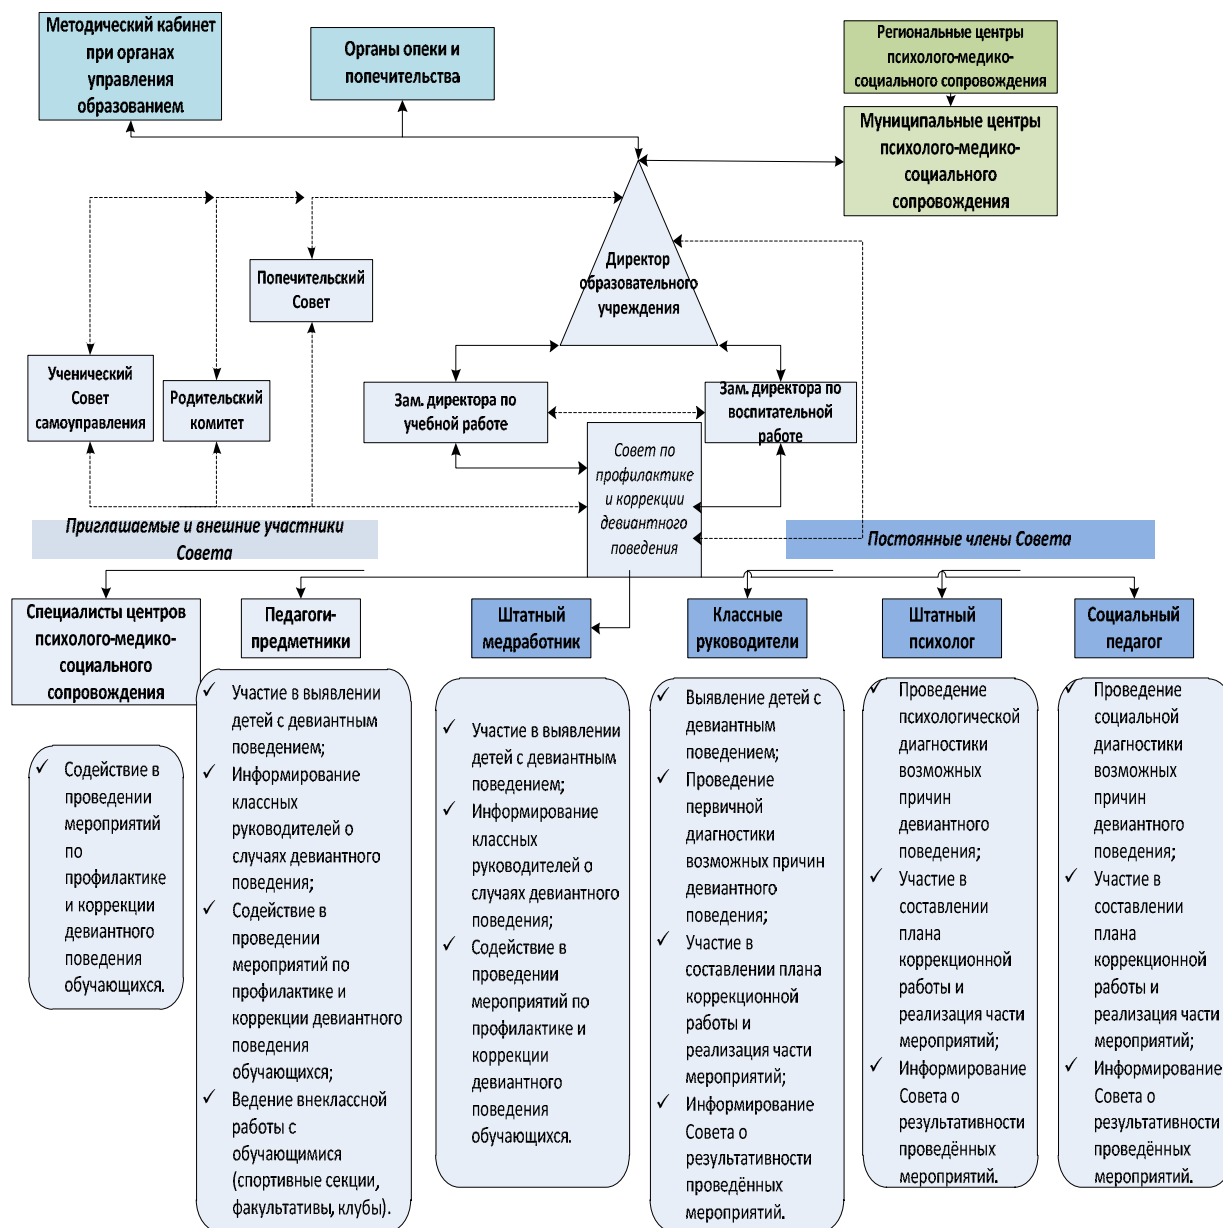 Методический кабинет
при органах
управления
образованием
Органы опеки и
попечительства
Региональные центры
психолого-медико-
социального сопровождения
Муниципальные центры
психолого-медико-
социального
сопровождения
Директор
образовательного
учреждения
Попечительский
Совет
Ученический
Совет
самоуправления
Родительский
комитет
Зам. директора по
учебной работе
Зам. директора по
воспитательной
работе
Совет по
профилактике
и коррекции
девиантного
поведения
Приглашаемые и внешние участники
Совета
Постоянные члены Совета
Специалисты центров
психолого-медико-
социального
сопровождения
Педагоги-
предметники
Штатный
медработник
Классные
руководители
Штатный
психолог
Социальный
педагог
✓ Содействие в
проведении
мероприятий
по
профилактике
и коррекции
девиантного
поведения
обучающихся.
✓ Участие в выявлении
детей с девиантным
поведением;
✓ Информирование
классных
руководителей о
случаях девиантного
поведения;
✓ Содействие в
проведении
мероприятий по
профилактике и
коррекции девиантного
поведения
обучающихся;
✓ Ведение внеклассной
работы с
обучающимися
(спортивные секции,
факультативы, клубы).
✓ Участие в выявлении
детей с девиантным
поведением;
✓ Информирование
классных
руководителей о
случаях девиантного
поведения;
✓ Содействие в
проведении
мероприятий по
профилактике и
коррекции
девиантного
поведения
обучающихся.
✓ Выявление детей с
девиантным
поведением;
✓ Проведение
первичной
диагностики
возможных причин
девиантного
поведения;
✓ Участие в
составлении плана
коррекционной
работы и
реализация части
мероприятий;
✓ Информирование
Совета о
результативности
проведённых
мероприятий.
✓ Проведение
психологической
диагностики
возможных
причин
девиантного
поведения;
✓ Участие в
составлении
плана
коррекционной
работы и
реализация части
мероприятий;
✓ Информирование
Совета о
результативности
проведённых
мероприятий.
✓ Проведение
социальной
диагностики
возможных
причин
девиантного
поведения;
✓ Участие в
составлении
плана
коррекционной
работы и
реализация части
мероприятий;
✓ Информирование
Совета о
результативности
проведённых
мероприятий.